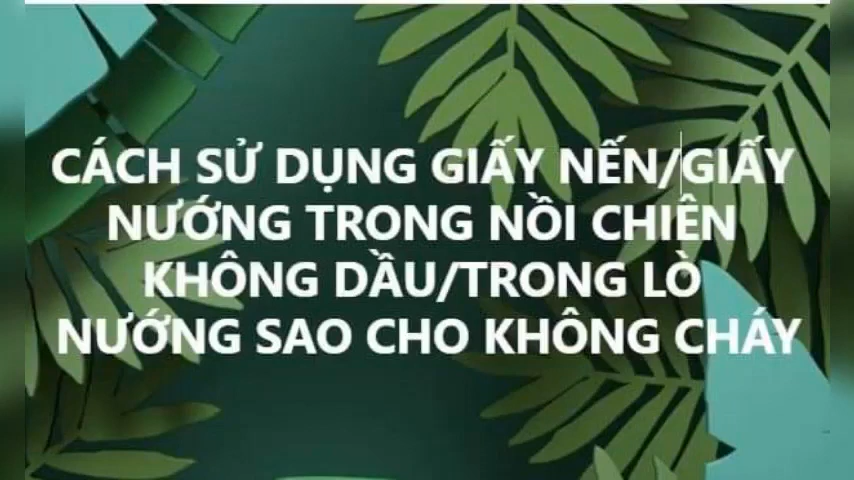 CÁCH SỬ DỤNG GIẤY NẾN/GIẤY
NƯỚNG TRONG NỒI CHIÊN
KHÔNG DẦU/TRONG LÒ
NƯỚNG SAO CHO KHÔNG CHÁY